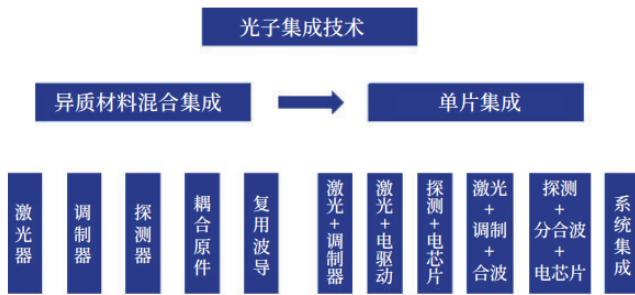 光子集成技术
异质材料混合集成
单片集成
激光器
调制器
探测器
耦合原件
复用波导
激光+调制器
激光+电驱动
探测+电芯片
激光
+
调制
+
合波
探测
+
分合波
+
电芯片
系统集成